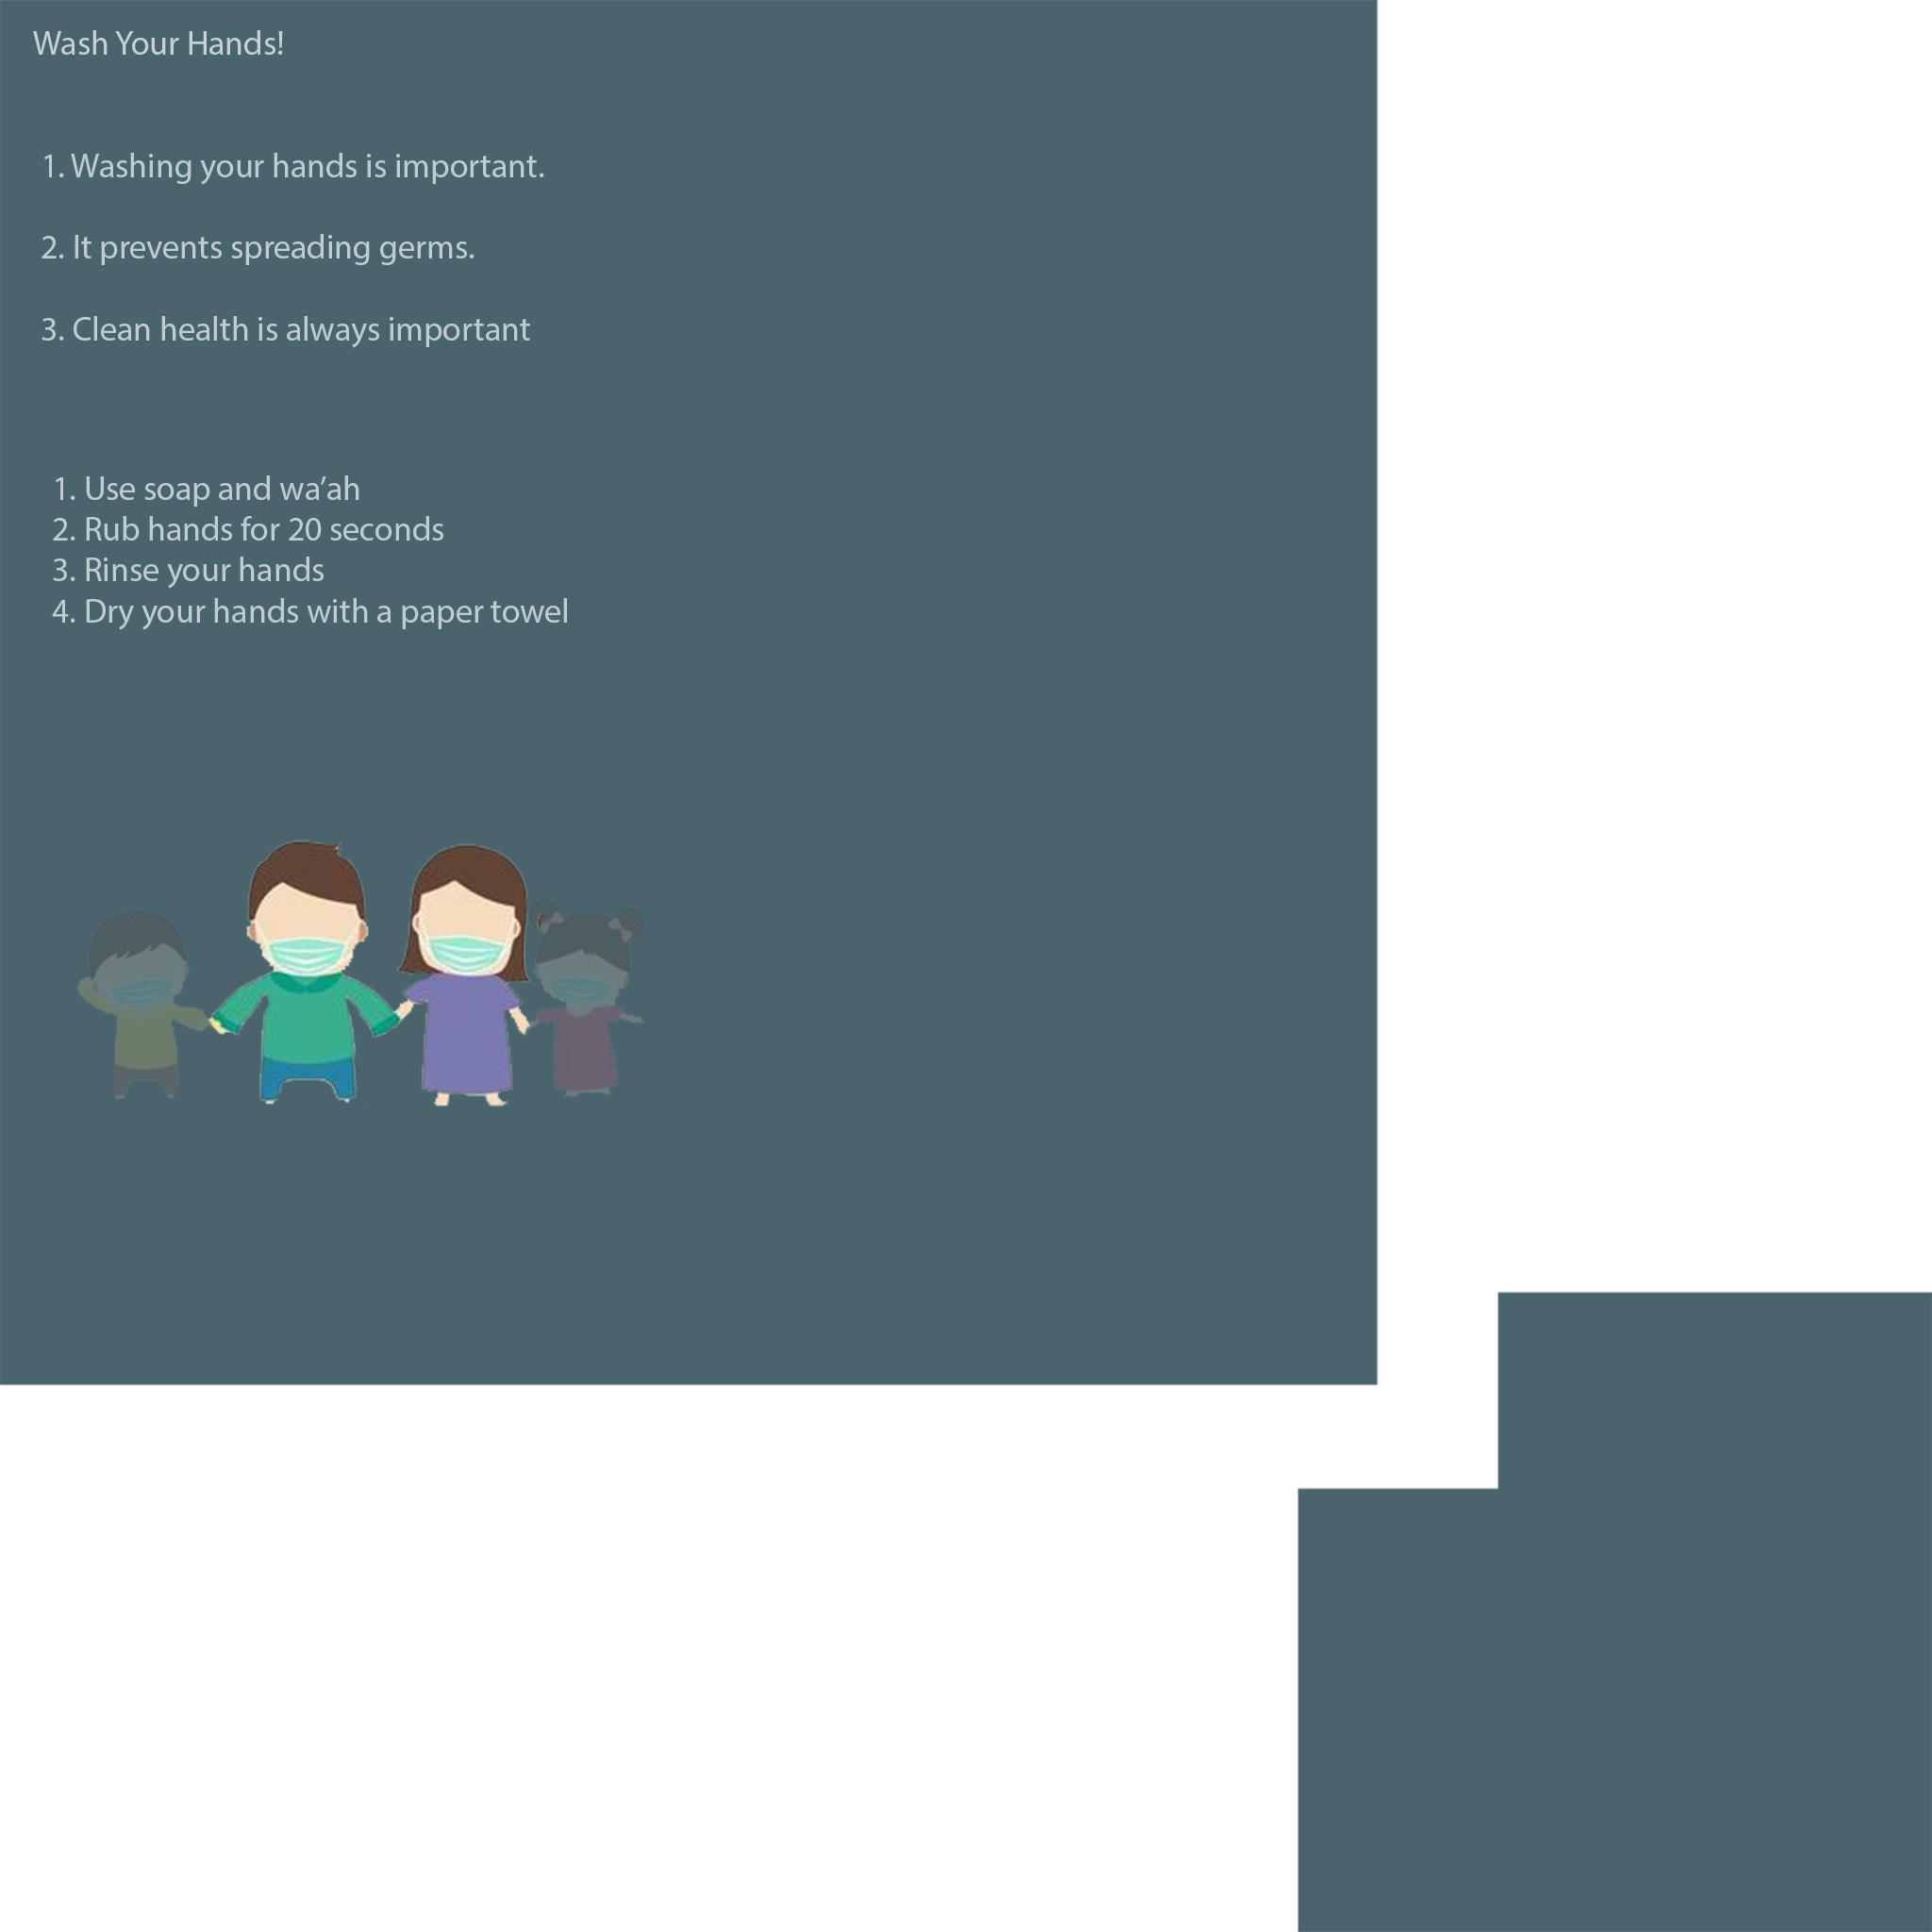 Wash Your Hands!
1. Washing your hands is important.
2. It prevents spreading germs.
3. Clean health is always important
1. Use soap and wa’ah
2. Rub hands for 20 seconds
3. Rinse your hands
4. Dry your hands with a paper towel